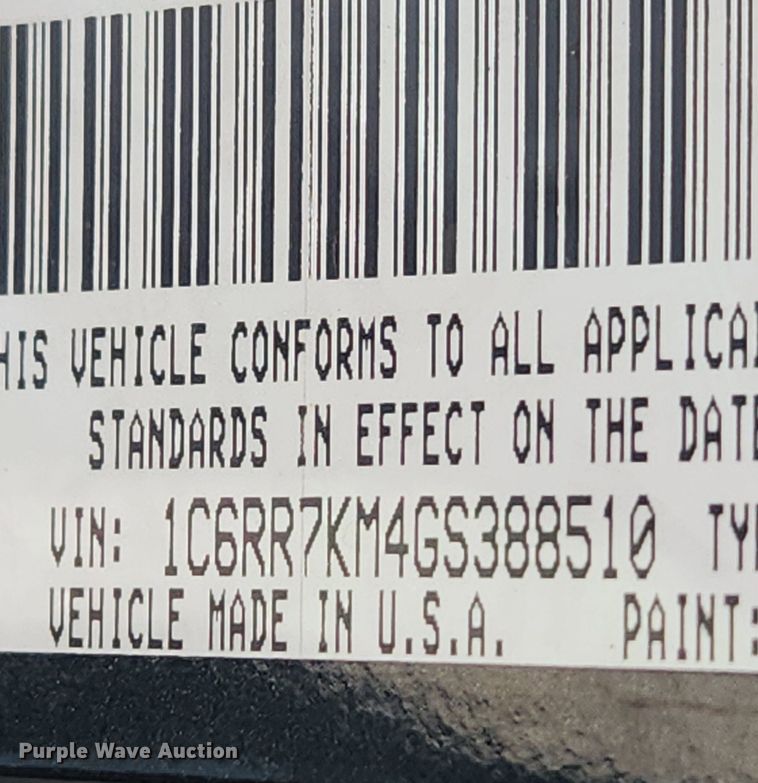 HIS VEHICLE CONFORMS TO ALL APPLICA
STANDARDS IN EFFECT ON THE DATE
VIN: 1C6RR7KM4GS388510 TY
VEHICLE MADE IN U.S.A. PAINT:
Purple Wave Auction